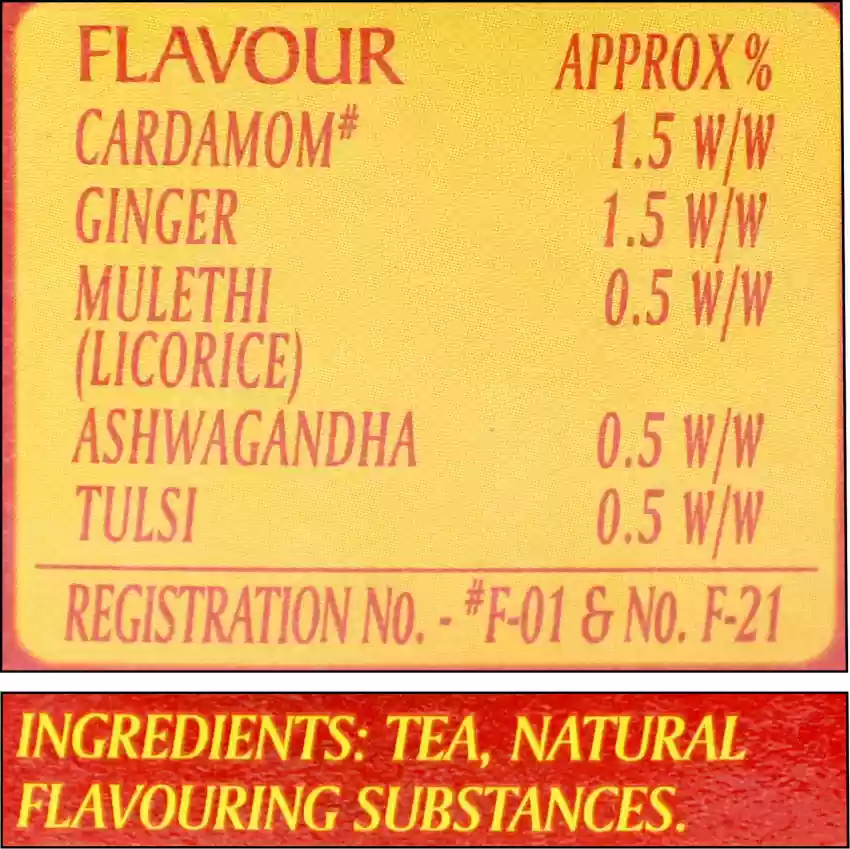 FLAVOUR APPROX %
CARDAMOM# 1.5 W/W
GINGER 1.5 W/W
MULETHI 0.5 W/W
(LICORICE)
ASHWAGANDHA 0.5 W/W
TULSI 0.5 W/W
REGISTRATION NO. - #F-01 & NO. F-21
INGREDIENTS: TEA, NATURAL
FLAVOURING SUBSTANCES.